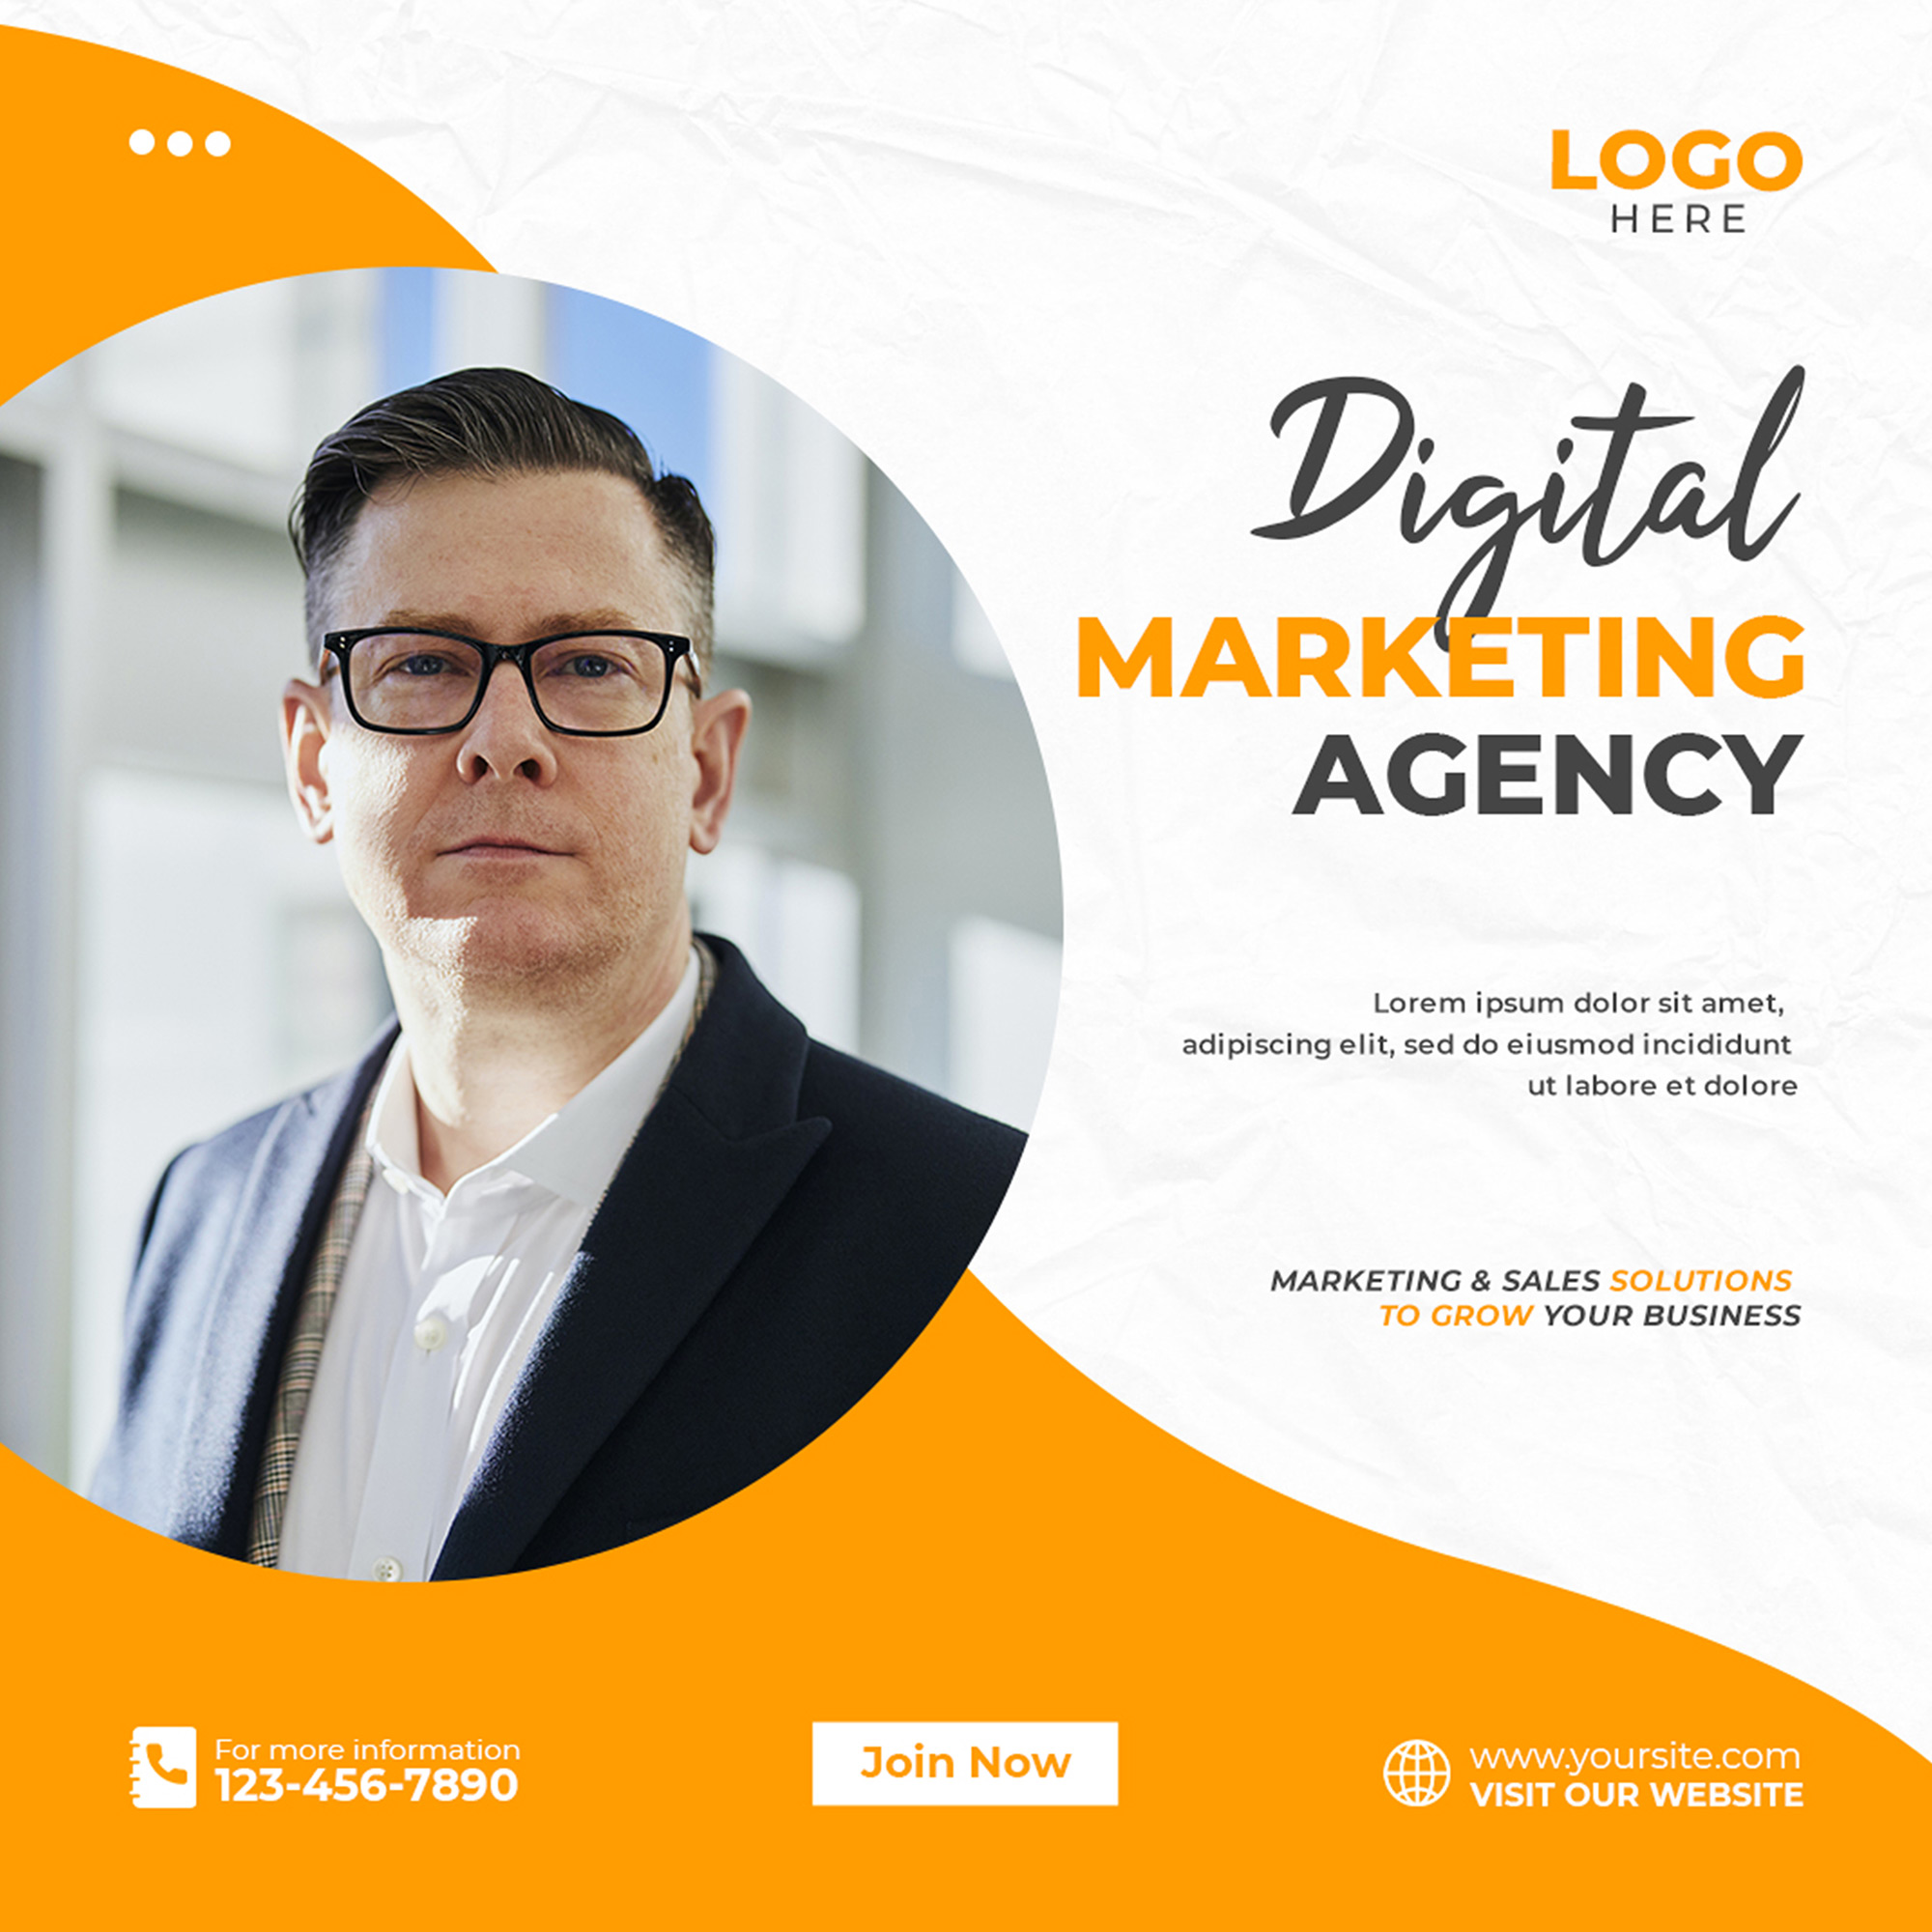 LOGO
HERE
Digital
MARKETING
AGENCY
Lorem ipsum dolor sit amet,
adipiscing elit, sed do eiusmod incididunt
ut labore et dolore
MARKETING & SALES SOLUTIONS
TO GROW YOUR BUSINESS
For more information
123-456-7890
Join Now
www.yoursite.com
VISIT OUR WEBSITE